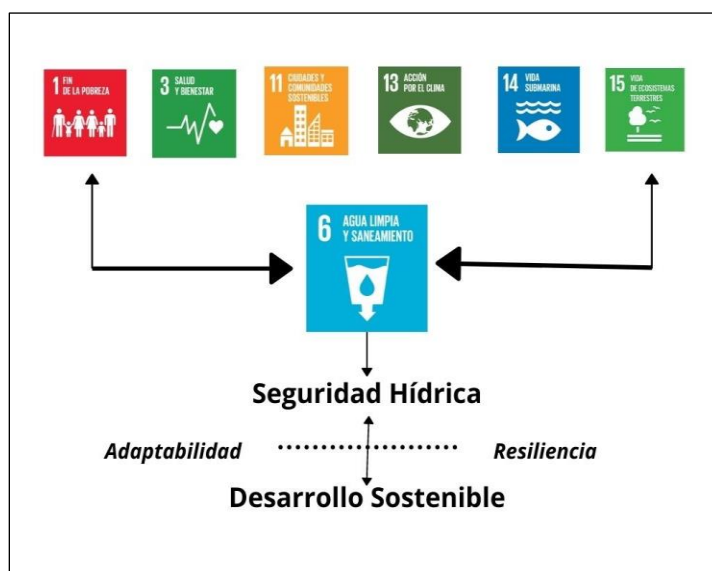 1 FIN
DE LA POBREZA
3 SALUD
Y BIENESTAR
11 CIUDADES Y
COMUNIDADES
SOSTENIBLES
13 ACCIÓN
POR EL CLIMA
14 VIDA
SUBMARINA
15 VIDA
DE ECOSISTEMAS
TERRESTRES
6 AGUA LIMPIA
Y SANEAMIENTO
Seguridad Hídrica
Adaptabilidad
Resiliencia
Desarrollo Sostenible